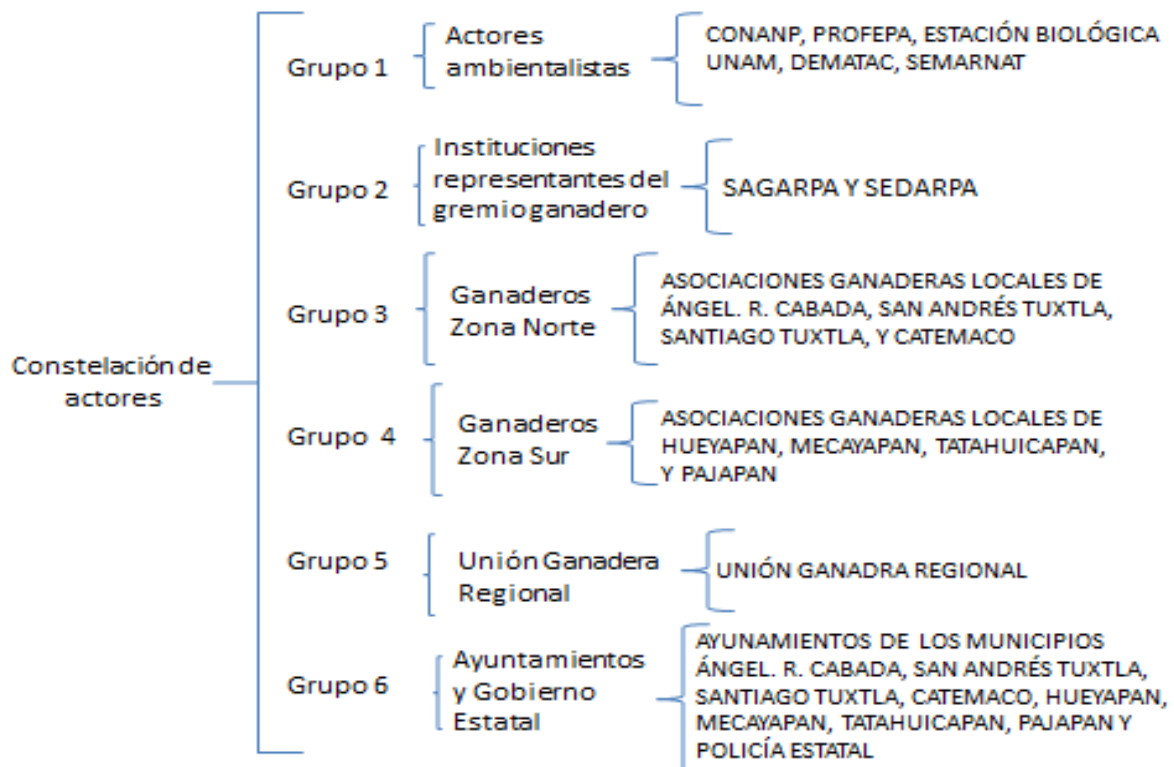 Constelación de
actores
Grupo 1
Actores
ambientalistas
CONANP, PROFEPA, ESTACIÓN BIOLÓGICA
UNAM, DEMATAC, SEMARNAT
Grupo 2
Instituciones
representantes del
gremio ganadero
SAGARPA Y SEDARPA
Grupo 3
Ganaderos
Zona Norte
ASOCIACIONES GANADERAS LOCALES DE
ÁNGEL. R. CABADA, SAN ANDRÉS TUXTLA,
SANTIAGO TUXTLA, Y CATEMACO
Grupo 4
Ganaderos
Zona Sur
ASOCIACIONES GANADERAS LOCALES DE
HUEYAPAN, MECAYAPAN, TATAHUICAPAN,
Y PAJAPAN
Grupo 5
Unión Ganadera
Regional
UNIÓN GANADRA REGIONAL
Grupo 6
Ayuntamientos
y Gobierno
Estatal
AYUNAMIENTOS DE LOS MUNICIPIOS
ÁNGEL. R. CABADA, SAN ANDRÉS TUXTLA,
SANTIAGO TUXTLA, CATEMACO, HUEYAPAN,
MECAYAPAN, TATAHUICAPAN, PAJAPAN Y
POLICÍA ESTATAL